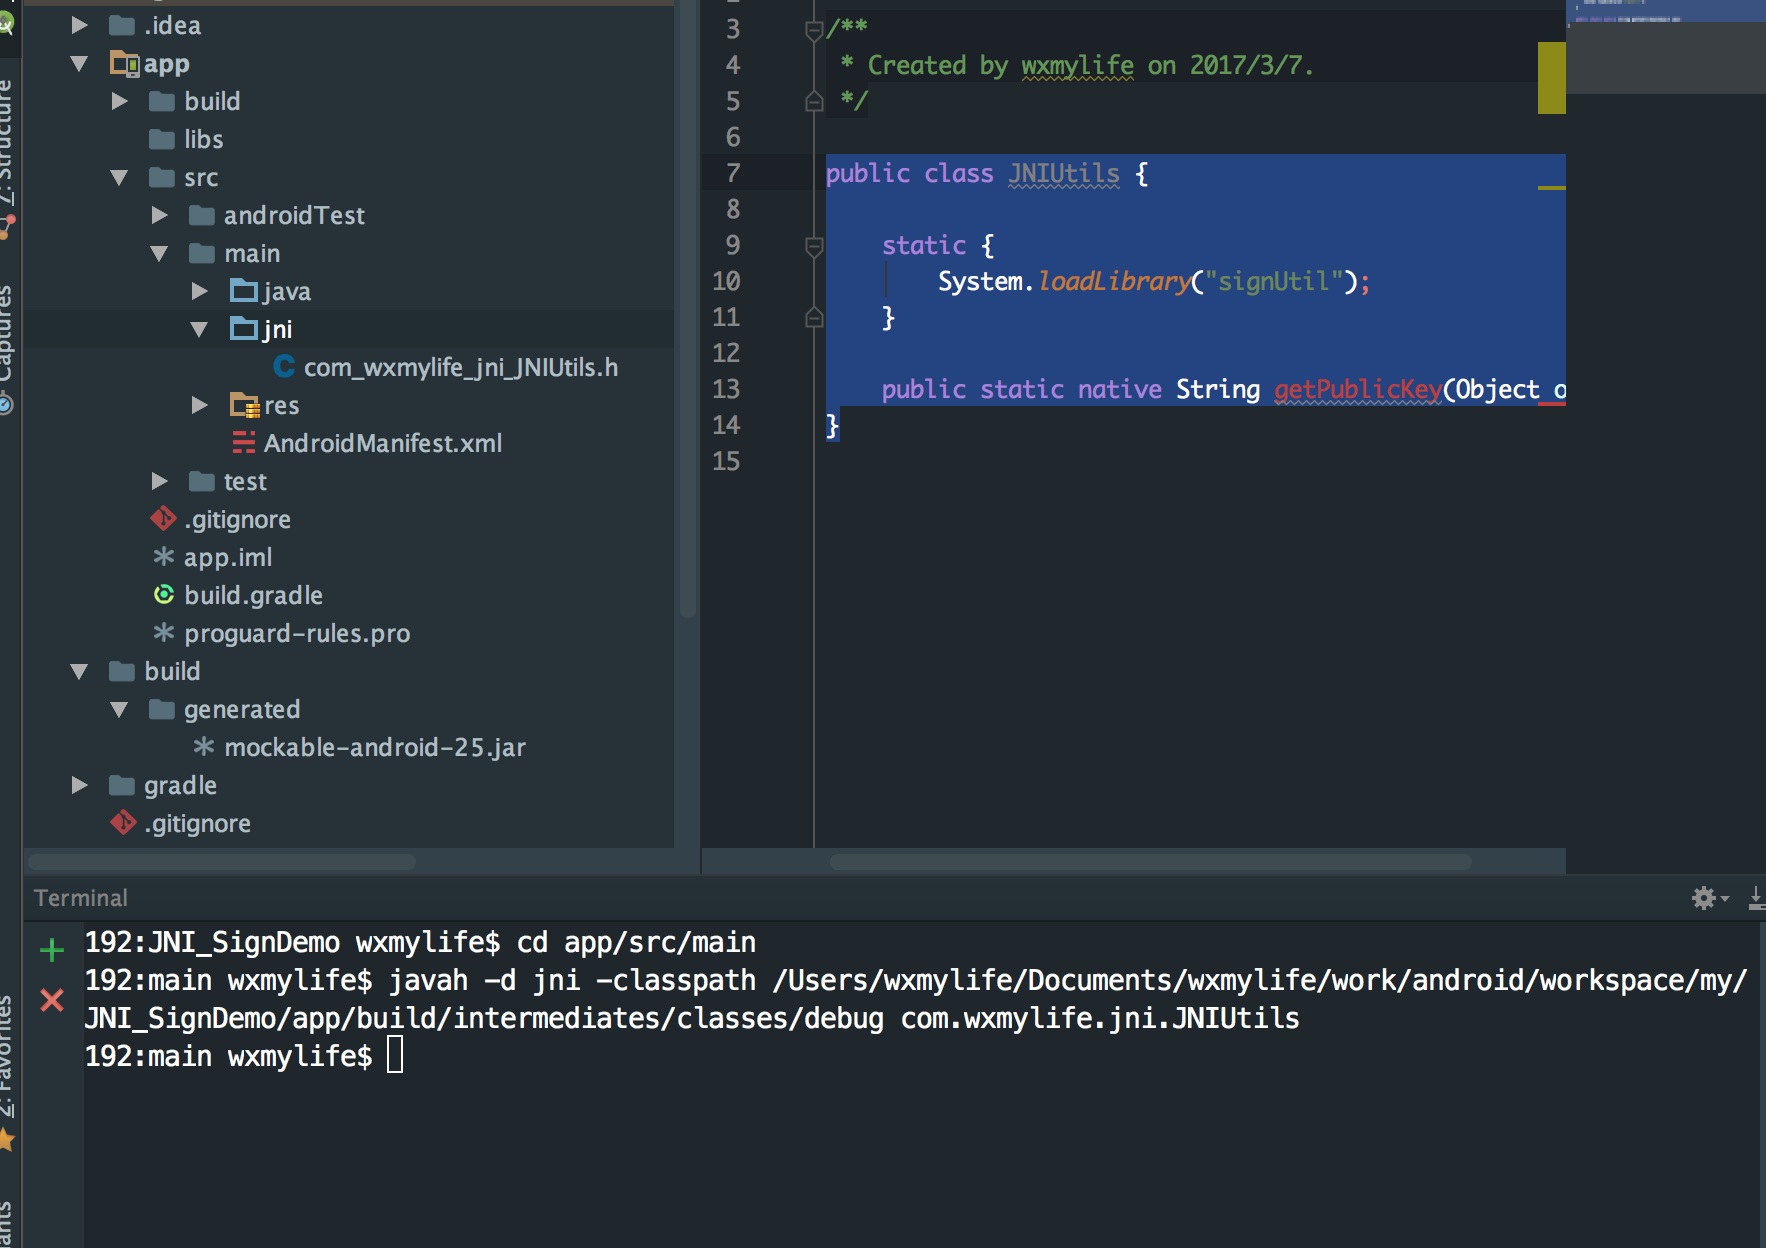 .idea
app
build
libs
src
androidTest
main
java
jni
com_wxmylife_jni_JNIUtils.h
res
AndroidManifest.xml
test
.gitignore
app.iml
build.gradle
proguard-rules.pro
build
generated
mockable-android-25.jar
gradle
.gitignore
Z: Structure
Captures
2: Favorites
3 /**
4 * Created by wxmylife on 2017/3/7.
5 */
6
7 public class JNIUtils {
8
9 static {
10 System.loadLibrary("signUtil");
11 }
12
13 public static native String getPublicKey(Object o
14 }
15
Terminal
192:JNI_SignDemo wxmylife$ cd app/src/main
192:main wxmylife$ javah -d jni -classpath /Users/wxmylife/Documents/wxmylife/work/android/workspace/my/
JNI_SignDemo/app/build/intermediates/classes/debug com.wxmylife.jni.JNIUtils
192:main wxmylife$